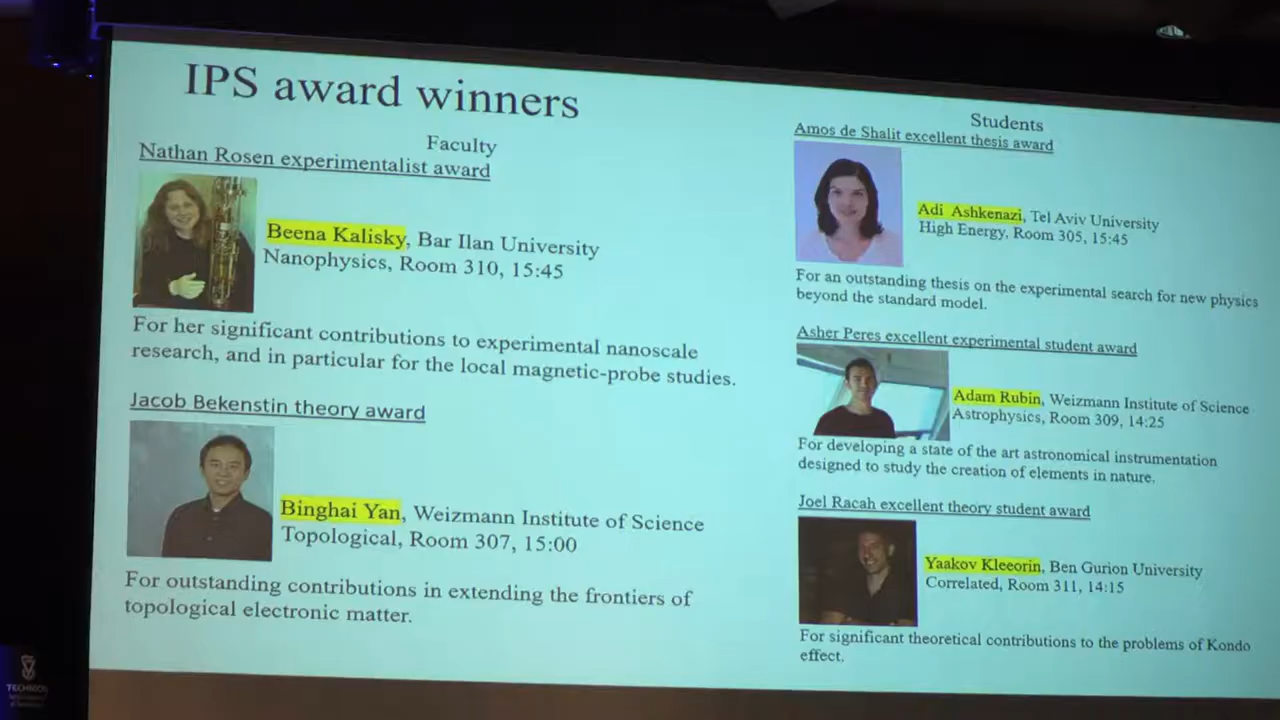 IPS award winners
Faculty
Nathan Rosen experimentalist award
Beena Kalisky, Bar Ilan University
Nanophysics, Room 310, 15:45
For her significant contributions to experimental nanoscale
research, and in particular for the local magnetic-probe studies.
Jacob Bekenstin theory award
Binghai Yan, Weizmann Institute of Science
Topological, Room 307, 15:00
For outstanding contributions in extending the frontiers of
topological electronic matter.
Students
Amos de Shalit excellent thesis award
Adi Ashkenazi, Tel Aviv University
High Energy, Room 305, 15:45
For an outstanding thesis on the experimental search for new physics
beyond the standard model.
Asher Peres excellent experimental student award
Adam Rubin, Weizmann Institute of Science
Astrophysics, Room 309, 14:25
For developing a state of the art astronomical instrumentation
designed to study the creation of elements in nature.
Joel Racah excellent theory student award
Yaakov Kleeorin, Ben Gurion University
Correlated, Room 311, 14:15
For significant theoretical contributions to the problems of Kondo
effect.
TECHNION